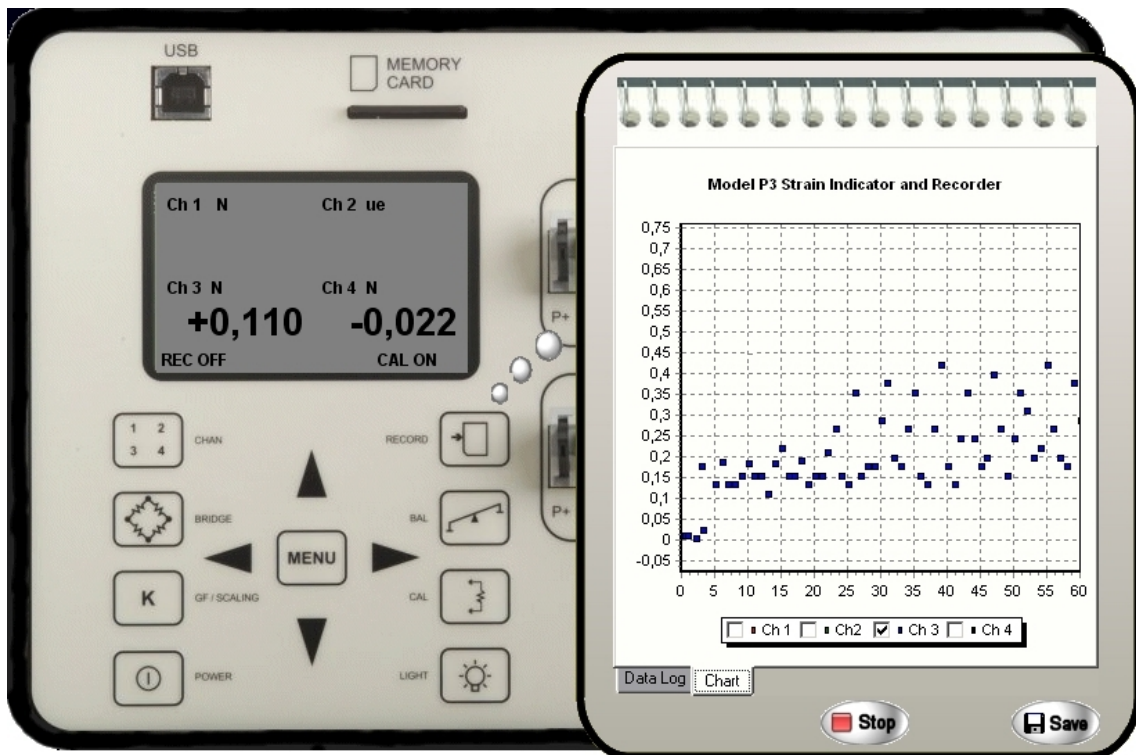 USB
MEMORY
CARD
Ch 1 N
Ch 2 ue
Ch 3 N
Ch 4 N
+0,110
-0,022
REC OFF
CAL ON
1 2
3 4
CHAN
RECORD
BRIDGE
BAL
MENU
K
GF / SCALING
CAL
POWER
LIGHT
P+
P+
Model P3 Strain Indicator and Recorder
0,75
0,7
0,65
0,6
0,55
0,5
0,45
0,4
0,35
0,3
0,25
0,2
0,15
0,1
0,05
0
-0,05
0 5 10 15 20 25 30 35 40 45 50 55 60
Ch 1 Ch2 Ch 3 Ch 4
Data Log
Chart
Stop
Save